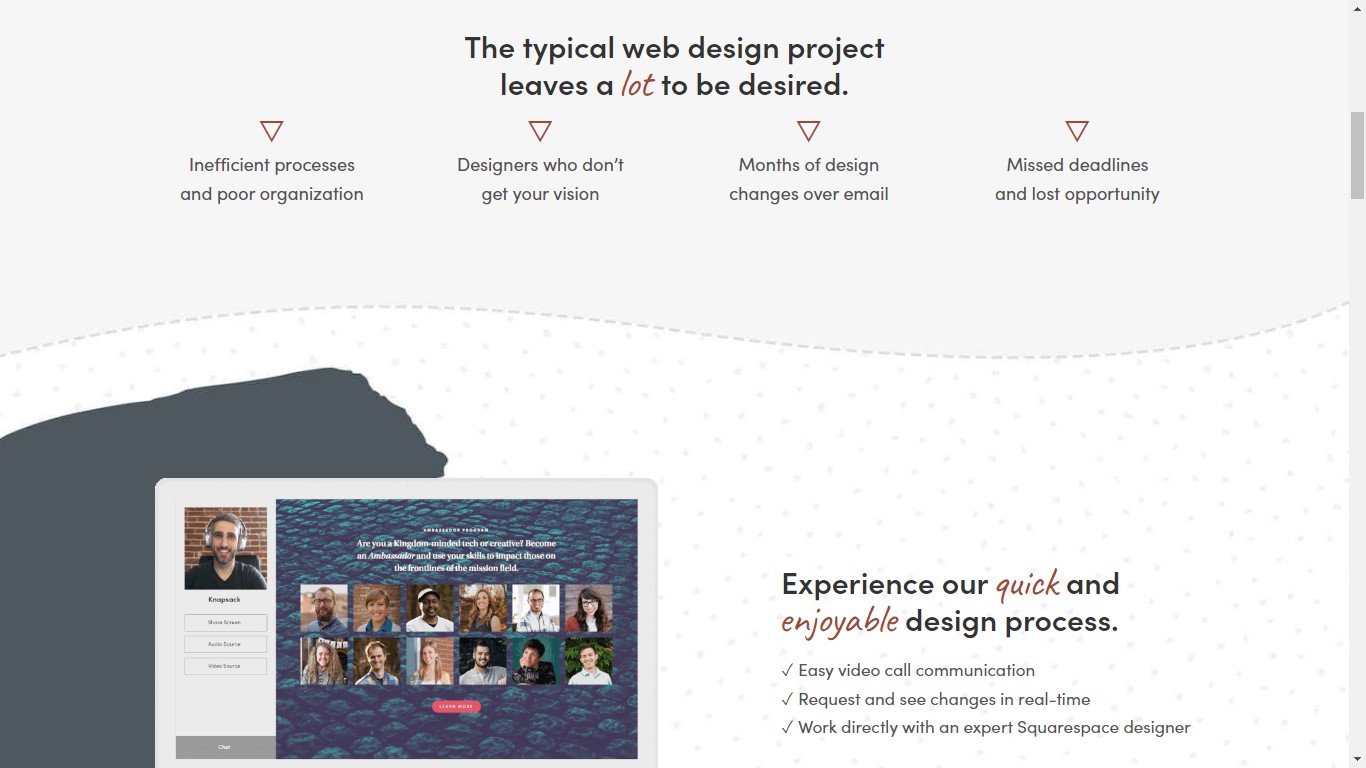 The typical web design project
leaves a lot to be desired.
Inefficient processes
and poor organization
Designers who don’t
get your vision
Months of design
changes over email
Missed deadlines
and lost opportunity
Knapsack
Share Screen
Audio Source
Video Source
Chat
AMBASSADOR PROGRAM
Are you a Kingdom-minded tech or creative? Become
an Ambassador and use your skills to impact those on
the frontlines of the mission field.
LEARN MORE
Experience our quick and
enjoyable design process.
✓ Easy video call communication
✓ Request and see changes in real-time
✓ Work directly with an expert Squarespace designer